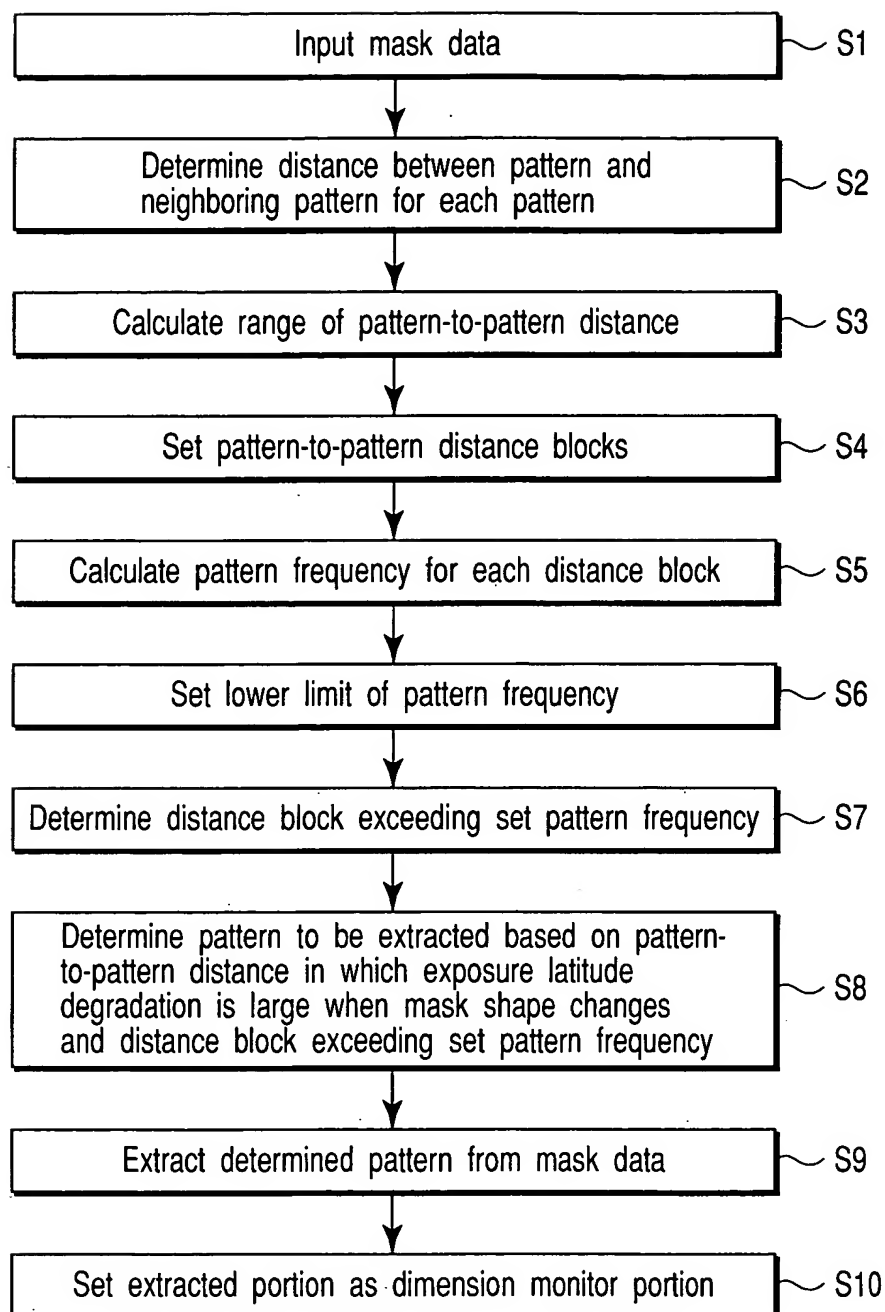 Input mask data
S1
Determine distance between pattern and
neighboring pattern for each pattern
S2
Calculate range of pattern-to-pattern distance
S3
Set pattern-to-pattern distance blocks
S4
Calculate pattern frequency for each distance block
S5
Set lower limit of pattern frequency
S6
Determine distance block exceeding set pattern frequency
S7
Determine pattern to be extracted based on pattern-
to-pattern distance in which exposure latitude
degradation is large when mask shape changes
and distance block exceeding set pattern frequency
S8
Extract determined pattern from mask data
S9
Set extracted portion as dimension monitor portion
S10